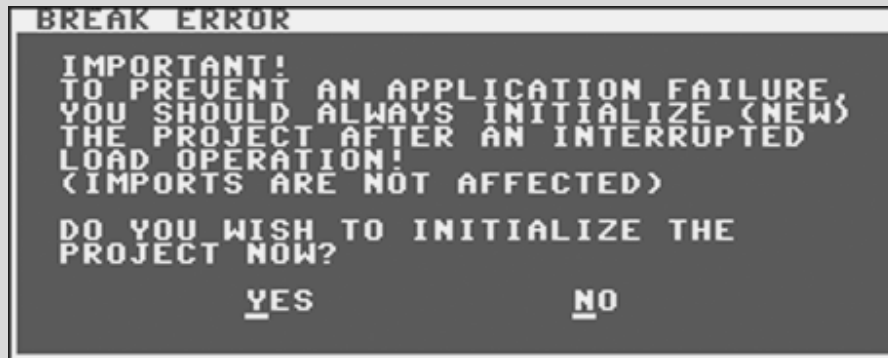 BREAK ERROR
IMPORTANT!
TO PREVENT AN APPLICATION FAILURE,
YOU SHOULD ALWAYS INITIALIZE (NEW)
THE PROJECT AFTER AN INTERRUPTED
LOAD OPERATION!
(IMPORTS ARE NOT AFFECTED)
DO YOU WISH TO INITIALIZE THE
PROJECT NOW?
YES NO